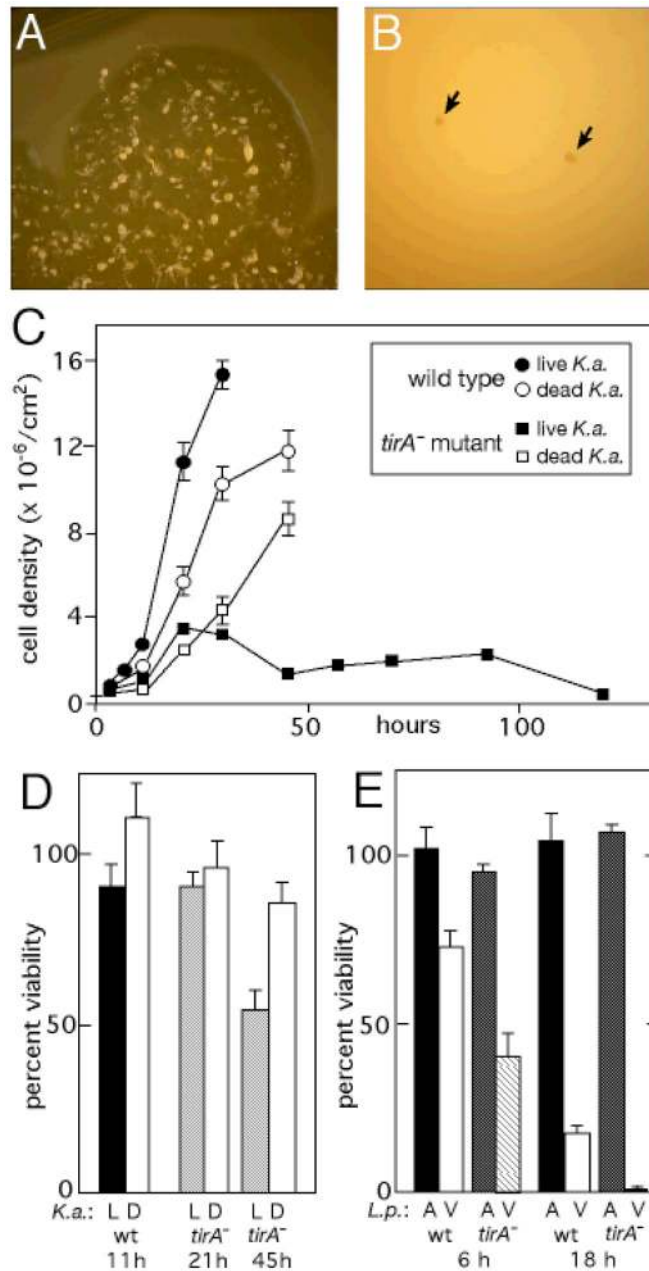 A
B
C
16
12
8
4
0
cell density (x 10⁻⁶/cm²)
wild type
live K.a.
dead K.a.
tirA⁻ mutant
live K.a.
dead K.a.
0
50
hours
100
D
100
50
0
percent viability
K.a.: L D L D L D
wt tirA⁻ tirA⁻
11h 21h 45h
E
100
50
0
percent viability
L.p.: A V A V A V A V
wt tirA⁻ wt tirA⁻
6 h 18 h